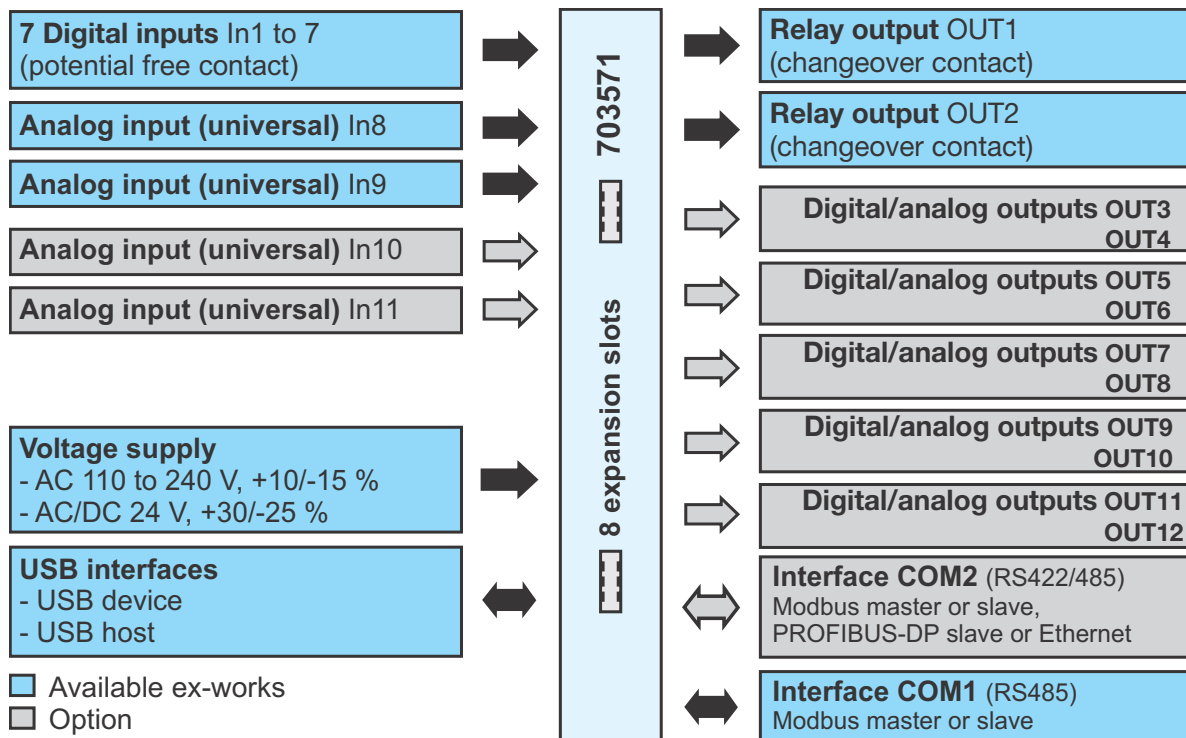 7 Digital inputs In1 to 7
(potential free contact)
Analog input (universal) In8
Analog input (universal) In9
Analog input (universal) In10
Analog input (universal) In11
Voltage supply
- AC 110 to 240 V, +10/-15 %
- AC/DC 24 V, +30/-25 %
USB interfaces
- USB device
- USB host
Available ex-works
Option
703571
8 expansion slots
Relay output OUT1
(changeover contact)
Relay output OUT2
(changeover contact)
Digital/analog outputs OUT3
OUT4
Digital/analog outputs OUT5
OUT6
Digital/analog outputs OUT7
OUT8
Digital/analog outputs OUT9
OUT10
Digital/analog outputs OUT11
OUT12
Interface COM2 (RS422/485)
Modbus master or slave,
PROFIBUS-DP slave or Ethernet
Interface COM1 (RS485)
Modbus master or slave